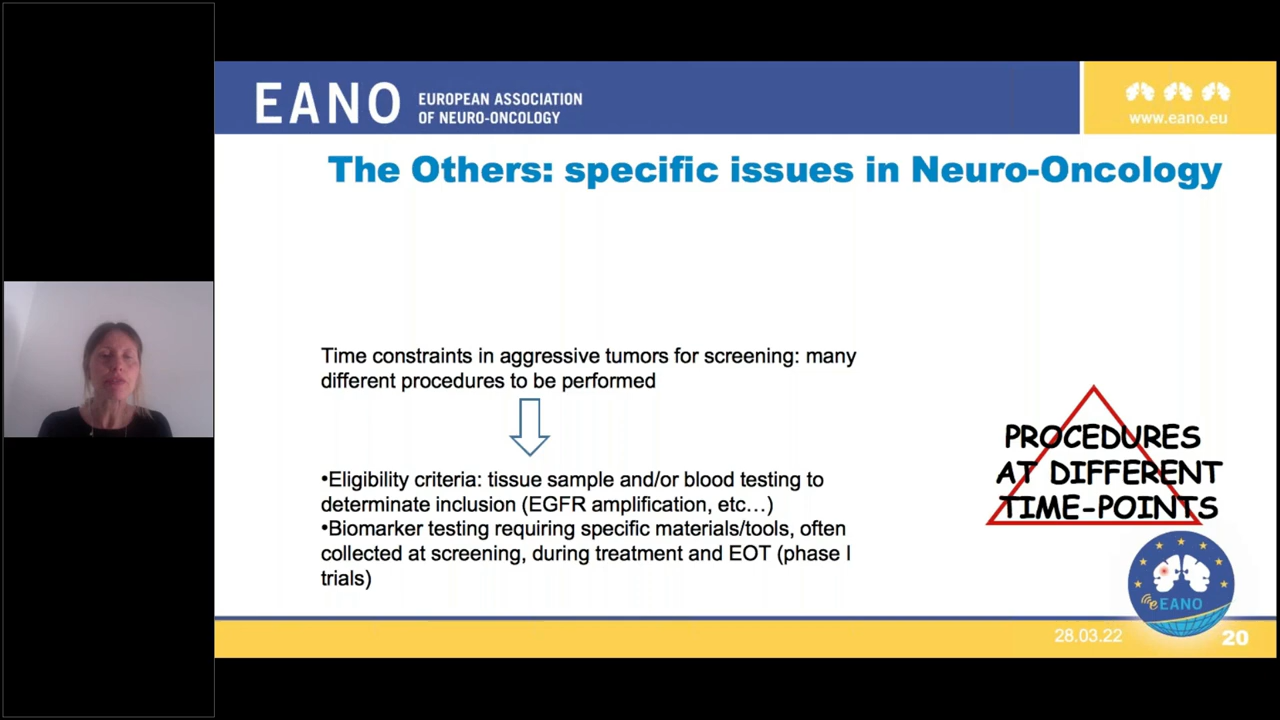 EANO
EUROPEAN ASSOCIATION
OF NEURO-ONCOLOGY
www.eano.eu
The Others: specific issues in Neuro-Oncology
Time constraints in aggressive tumors for screening: many
different procedures to be performed
•Eligibility criteria: tissue sample and/or blood testing to
determinate inclusion (EGFR amplification, etc…)
•Biomarker testing requiring specific materials/tools, often
collected at screening, during treatment and EOT (phase I
trials)
PROCEDURES
AT DIFFERENT
TIME-POINTS
eEANO
28.03.22
20